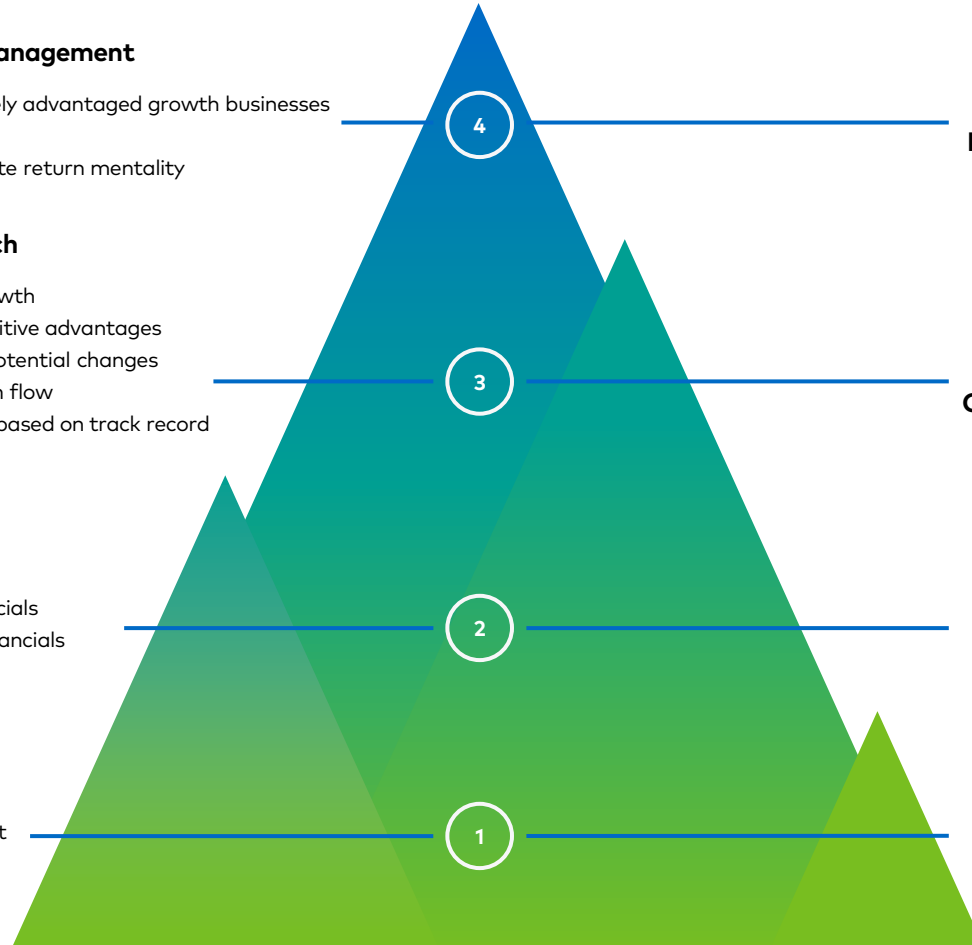 anagement
ly advantaged growth businesses
4
te return mentality
ch
wth
itive advantages
otential changes
n flow
3
based on track record
C
cials
2
ancials
t
1